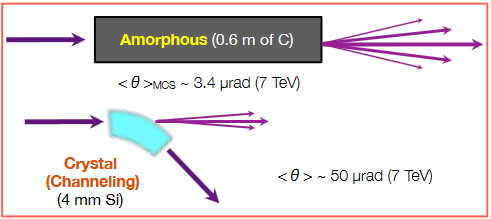 Amorphous (0.6 m of C)
<θ>MCS ~ 3.4 μrad (7 TeV)
Crystal
(Channeling)
(4 mm Si)
<θ> ~ 50 μrad (7 TeV)